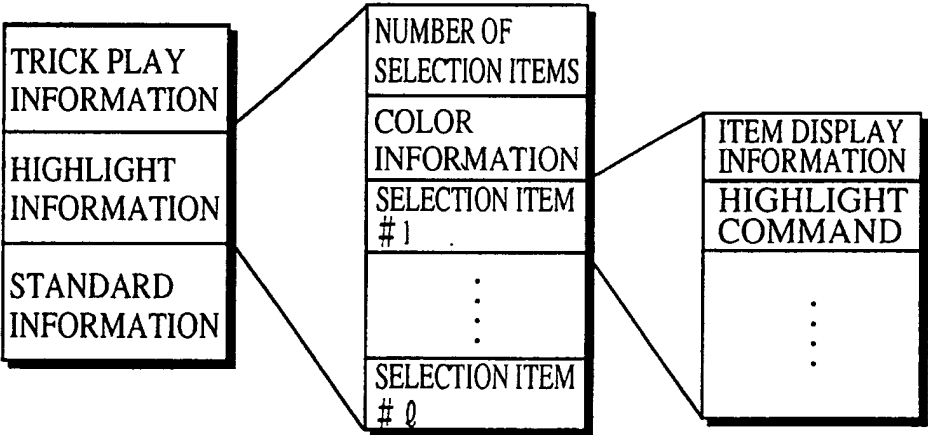 TRICK PLAY
INFORMATION
HIGHLIGHT
INFORMATION
STANDARD
INFORMATION
NUMBER OF
SELECTION ITEMS
COLOR
INFORMATION
SELECTION ITEM
# 1
SELECTION ITEM
# ℓ
ITEM DISPLAY
INFORMATION
HIGHLIGHT
COMMAND